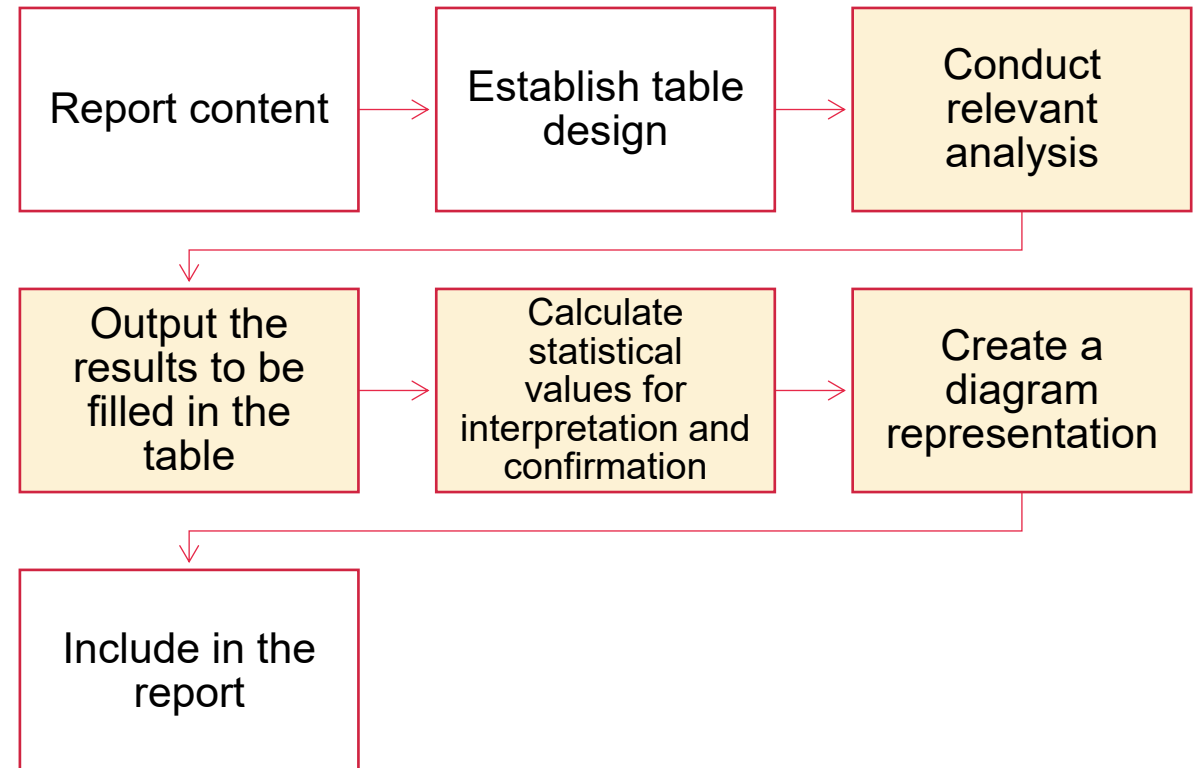 Report content
Establish table
design
Conduct
relevant
analysis
Output the
results to be
filled in the
table
Calculate
statistical
values for
interpretation and
confirmation
Create a
diagram
representation
Include in the
report